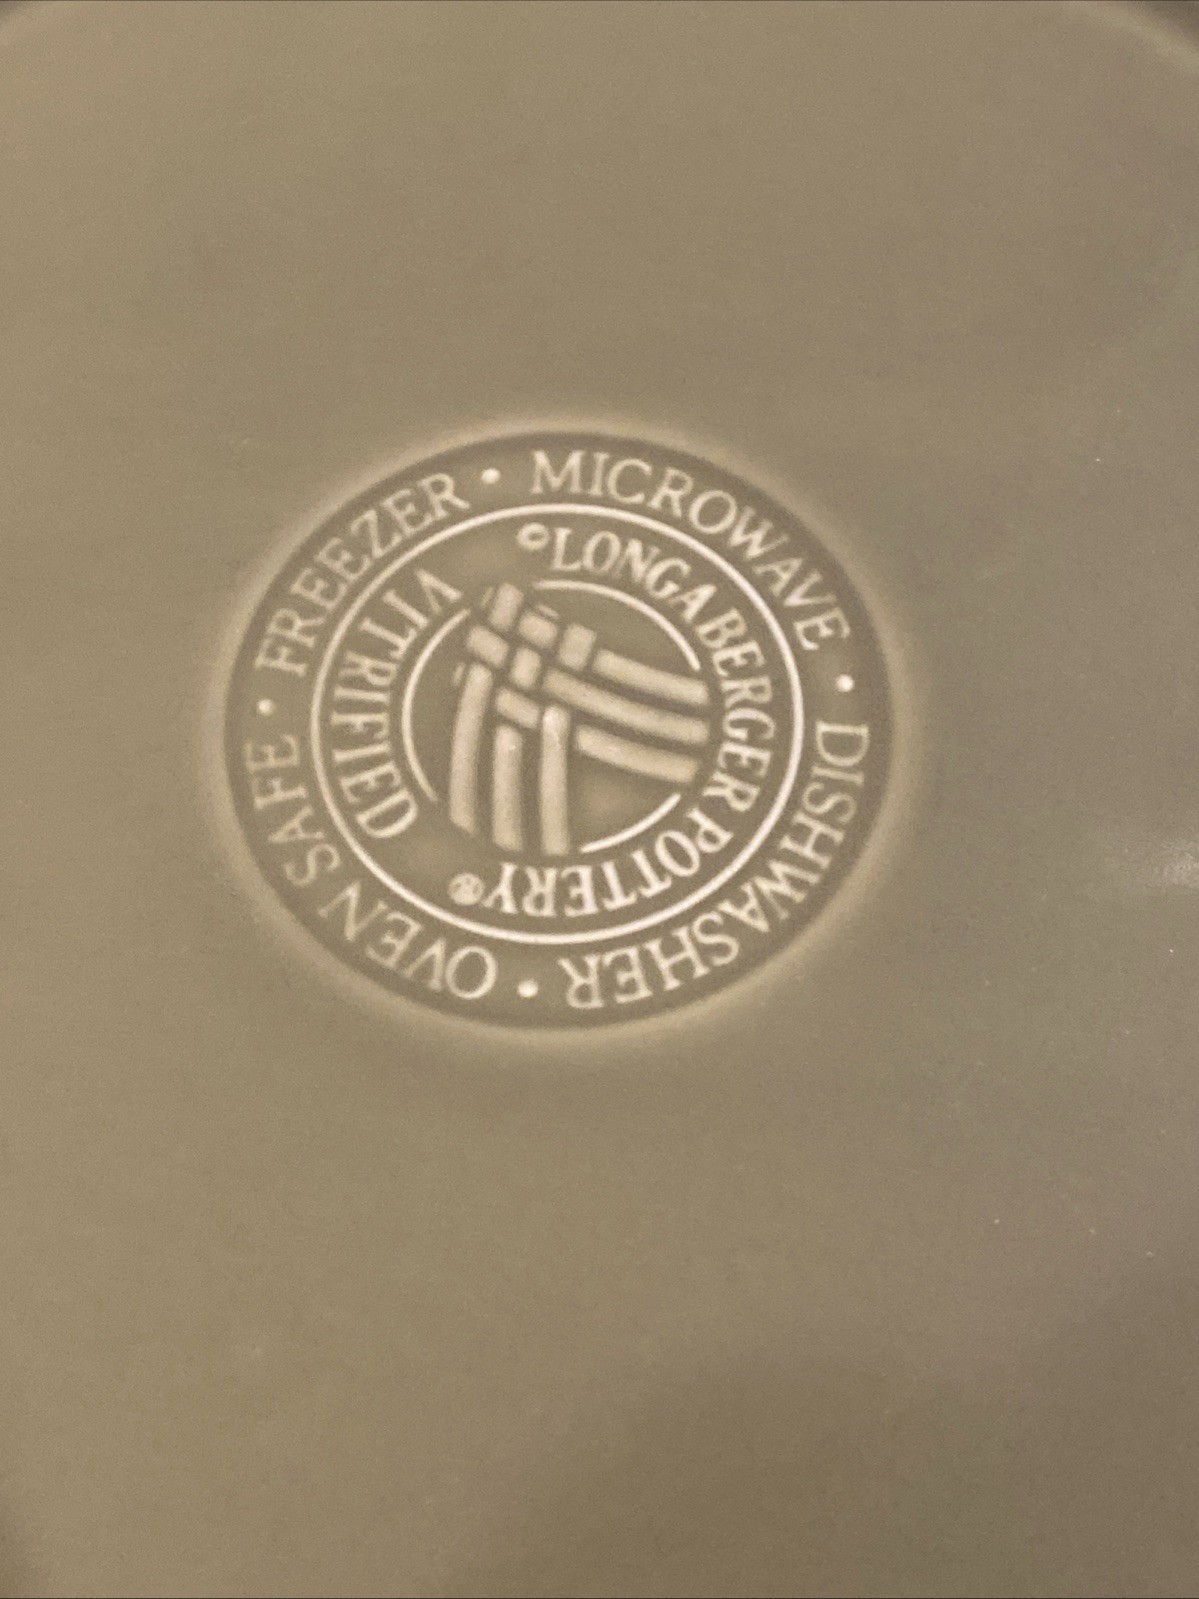 FREEZER • MICROWAVE • DISHWASHER • OVEN SAFE •
©LONGABERGER POTTERY®
VITRIFIED